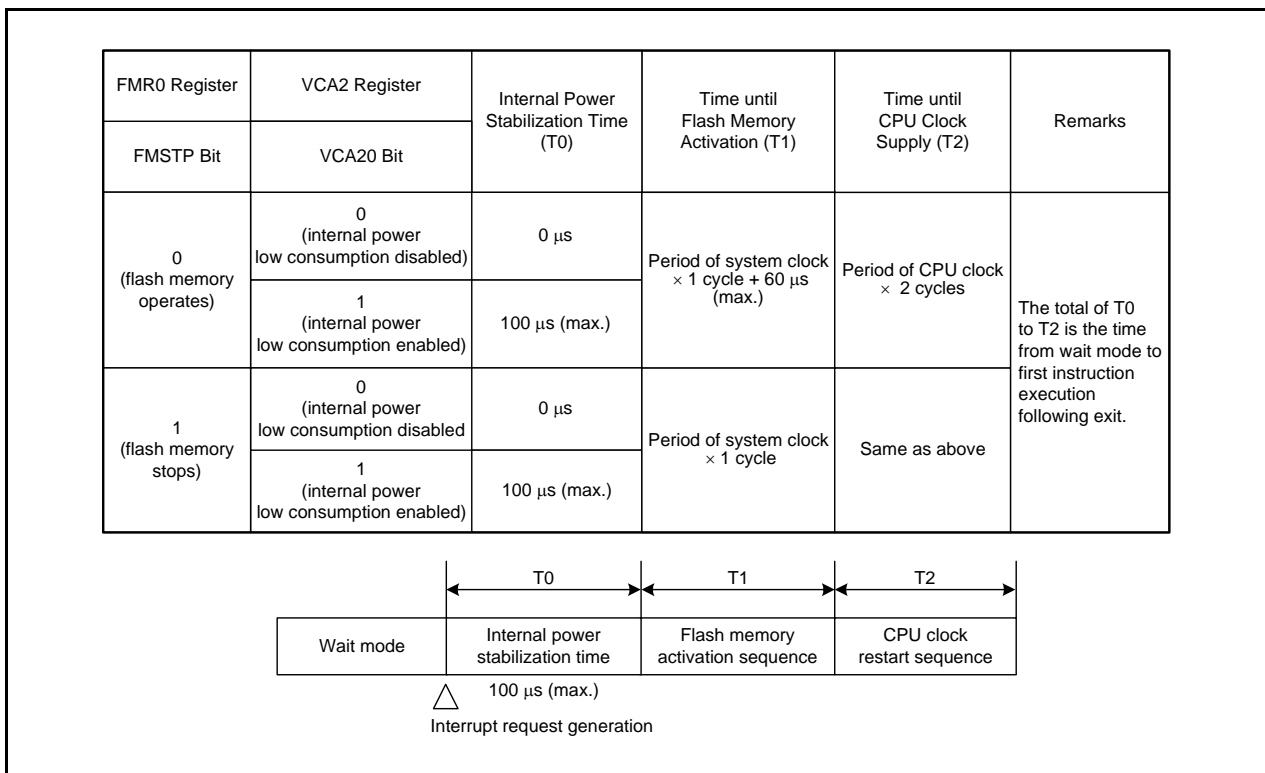 FMR0 Register
VCA2 Register
Internal Power
Stabilization Time
(T0)
Time until
Flash Memory
Activation (T1)
Time until
CPU Clock
Supply (T2)
Remarks
FMSTP Bit
VCA20 Bit
0
(flash memory
operates)
0
(internal power
low consumption disabled)
0 μs
Period of system clock
× 1 cycle + 60 μs
(max.)
Period of CPU clock
× 2 cycles
The total of T0
to T2 is the time
from wait mode to
first instruction
execution
following exit.
1
(internal power
low consumption enabled)
100 μs (max.)
1
(flash memory
stops)
0
(internal power
low consumption disabled
0 μs
Period of system clock
× 1 cycle
Same as above
1
(internal power
low consumption enabled)
100 μs (max.)
T0
T1
T2
Wait mode
Internal power
stabilization time
Flash memory
activation sequence
CPU clock
restart sequence
100 μs (max.)
Interrupt request generation